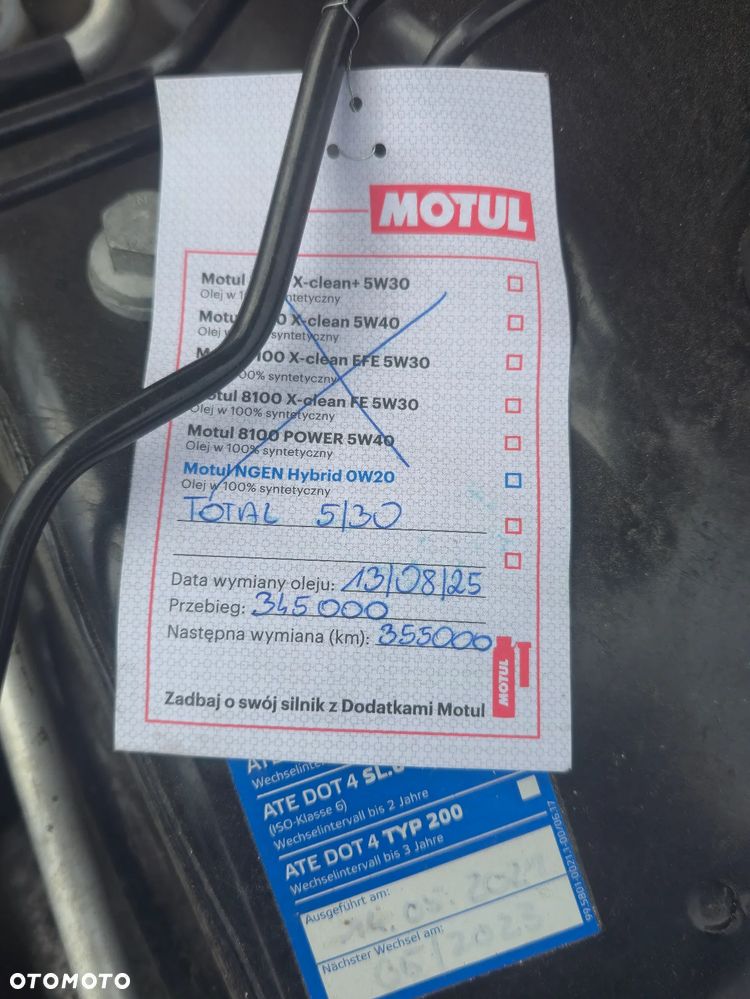 MOTUL
Motul X-clean+ 5W30
Olej w syntetyczny
X-clean 5W40
Olej syntetyczny
100 X-clean EFE 5W30
00% syntetyczny
Motul 8100 X-clean FE 5W30
Olej w 100% syntetyczny
Motul 8100 POWER 5W40
Olej w 100% syntetyczny
Motul NGEN Hybrid 0W20
Olej w 100% syntetyczny
TOTAL 5/30
Data wymiany oleju: 13/08/25
Przebieg: 345000
Następna wymiana (km): 355000
MOTUL
Zadbaj o swój silnik z Dodatkami Motul
ATE DOT 4 SL.6
(ISO-Klasse 6)
Wechselintervall bis 2 Jahre
ATE DOT 4 TYP 200
Wechselintervall bis 3 Jahre
Ausgeführt am:
Nächster Wechsel am:
05/2023
OTOMOTO